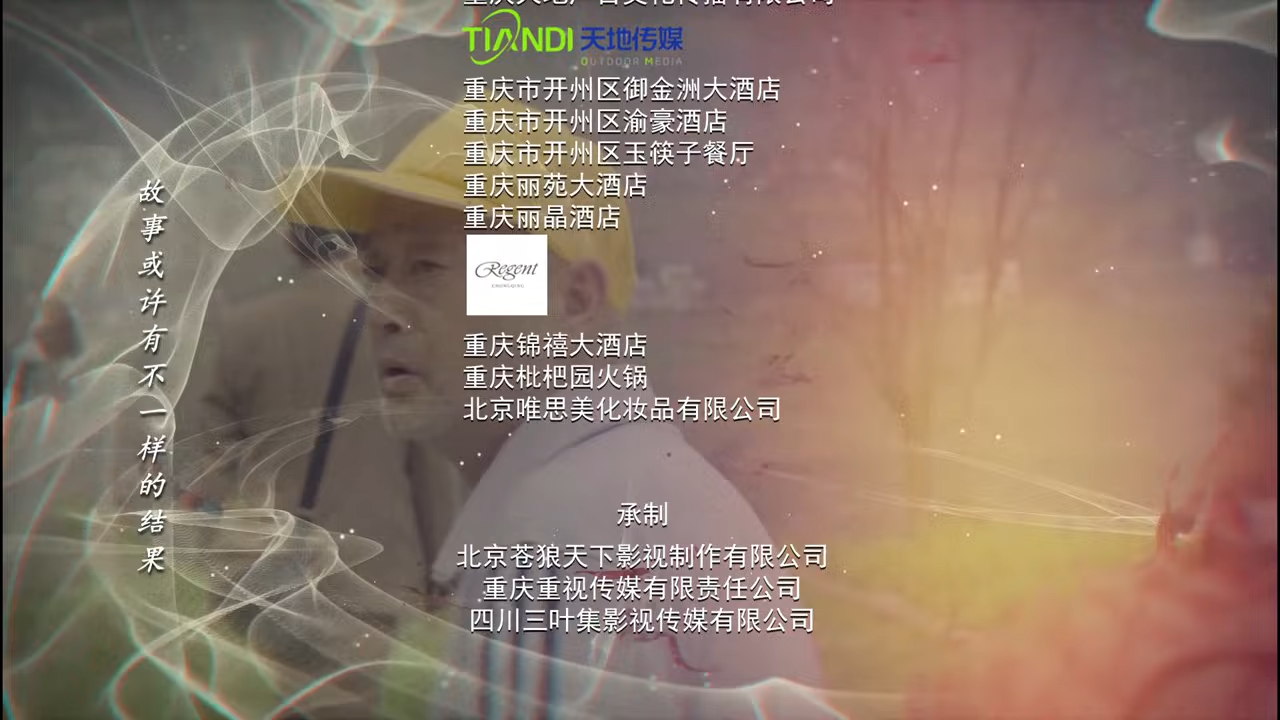 TIANDI 天地传媒
OUTDOOR MEDIA
重庆市开州区御金洲大酒店
重庆市开州区渝豪酒店
重庆市开州区玉筷子餐厅
重庆丽苑大酒店
重庆丽晶酒店
Regent
重庆锦禧大酒店
重庆枇杷园火锅
北京唯思美化妆品有限公司
承制
北京苍狼天下影视制作有限公司
重庆重视传媒有限责任公司
四川三叶集影视传媒有限公司
故事或许有不一样的结果